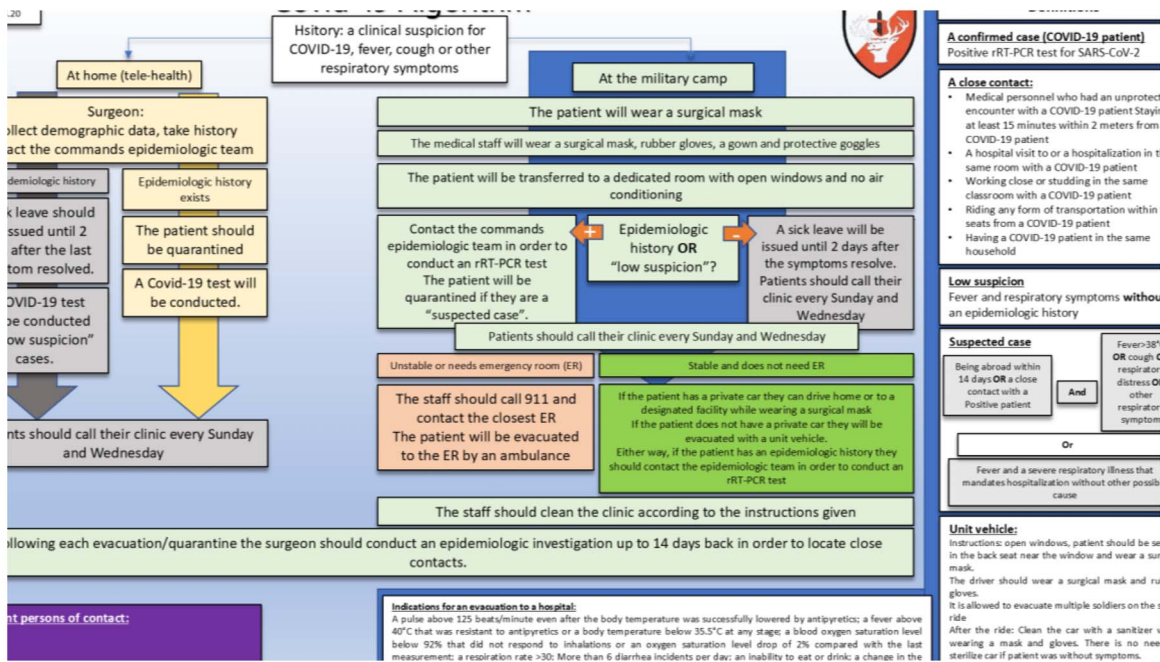 .20
Covid-19 Algorithm
Hsitory: a clinical suspicion for
COVID-19, fever, cough or other
respiratory symptoms
At home (tele-health)
Surgeon:
ollect demographic data, take history
act the commands epidemiologic team
demiologic history
k leave should
issued until 2
after the last
tom resolved.
OVID-19 test
be conducted
low suspicion"
cases.
Epidemiologic history
exists
The patient should
be quarantined
A Covid-19 test will
be conducted.
nts should call their clinic every Sunday
and Wednesday
At the military camp
The patient will wear a surgical mask
The medical staff will wear a surgical mask, rubber gloves, a gown and protective goggles
The patient will be transferred to a dedicated room with open windows and no air
conditioning
Contact the commands
epidemiologic team in order to
conduct an rRT-PCR test
The patient will be
quarantined if they are a
"suspected case".
+
Epidemiologic
history OR
"low suspicion"?
-
A sick leave will be
issued until 2 days after
the symptoms resolve.
Patients should call their
clinic every Sunday and
Wednesday
Patients should call their clinic every Sunday and Wednesday
Unstable or needs emergency room (ER)
The staff should call 911 and
contact the closest ER
The patient will be evacuated
to the ER by an ambulance
Stable and does not need ER
If the patient has a private car they can drive home or to a
designated facility while wearing a surgical mask
If the patient does not have a private car they will be
evacuated with a unit vehicle.
Either way, if the patient has an epidemiologic history they
should contact the epidemiologic team in order to conduct an
rRT-PCR test
The staff should clean the clinic according to the instructions given
ollowing each evacuation/quarantine the surgeon should conduct an epidemiologic investigation up to 14 days back in order to locate close
contacts.
nt persons of contact:
Indications for an evacuation to a hospital:
A pulse above 125 beats/minute even after the body temperature was successfully lowered by antipyretics; a fever above
40°C that was resistant to antipyretics or a body temperature below 35.5°C at any stage; a blood oxygen saturation level
below 92% that did not respond to inhalations or an oxygen saturation level drop of 2% compared with the last
measurement; a respiration rate >30; More than 6 diarrhea incidents per day; an inability to eat or drink; a change in the
Definitions
A confirmed case (COVID-19 patient)
Positive rRT-PCR test for SARS-CoV-2
A close contact:
• Medical personnel who had an unprotect
encounter with a COVID-19 patient Stayin
at least 15 minutes within 2 meters from
COVID-19 patient
• A hospital visit to or a hospitalization in th
same room with a COVID-19 patient
• Working close or studding in the same
classroom with a COVID-19 patient
• Riding any form of transportation within
seats from a COVID-19 patient
• Having a COVID-19 patient in the same
household
Low suspicion
Fever and respiratory symptoms withou
an epidemiologic history
Suspected case
Being abroad within
14 days OR a close
contact with a
Positive patient
And
Fever>38°
OR cough O
respirator
distress O
other
respirator
symptom
Or
Fever and a severe respiratory illness that
mandates hospitalization without other possib
cause
Unit vehicle:
Instructions: open windows, patient should be se
in the back seat near the window and wear a sur
mask.
The driver should wear a surgical mask and ru
gloves.
It is allowed to evacuate multiple soldiers on the s
ride
After the ride: Clean the car with a sanitizer w
wearing a mask and gloves. There is no nee
sterilize car if patient was without symptoms.